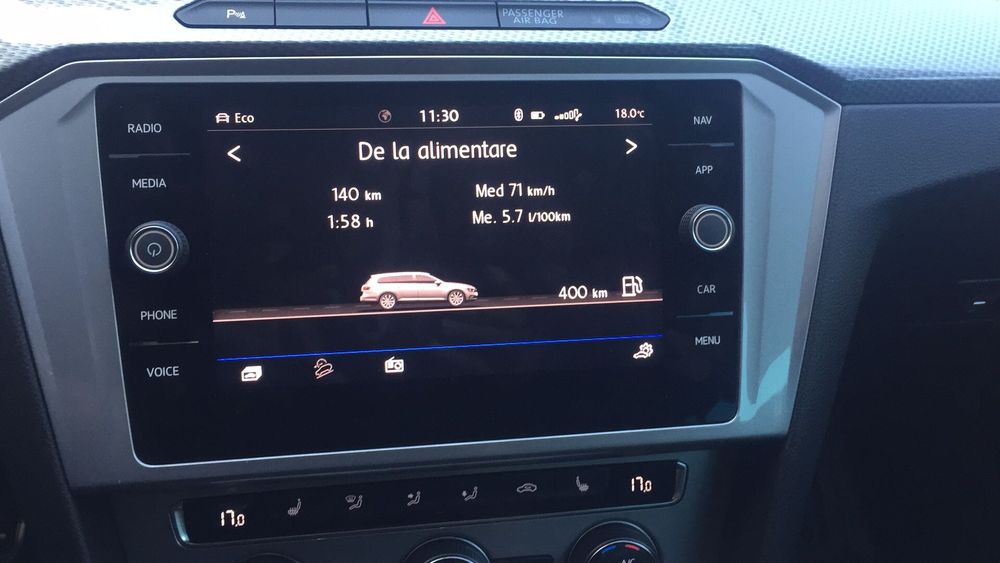 P
PASSENGER
AIR BAG
RADIO
MEDIA
PHONE
VOICE
Eco
11:30
18.0°C
< De la alimentare >
140 km
Med 71 km/h
1:58 h
Me. 5.7 l/100km
400 km
NAV
APP
CAR
MENU
17.0
17.0
A/C